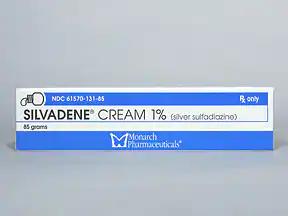 NDC 61570-131-85
Rx only
SILVADENE® CREAM 1% (silver sulfadiazine)
85 grams
Monarch
Pharmaceuticals®